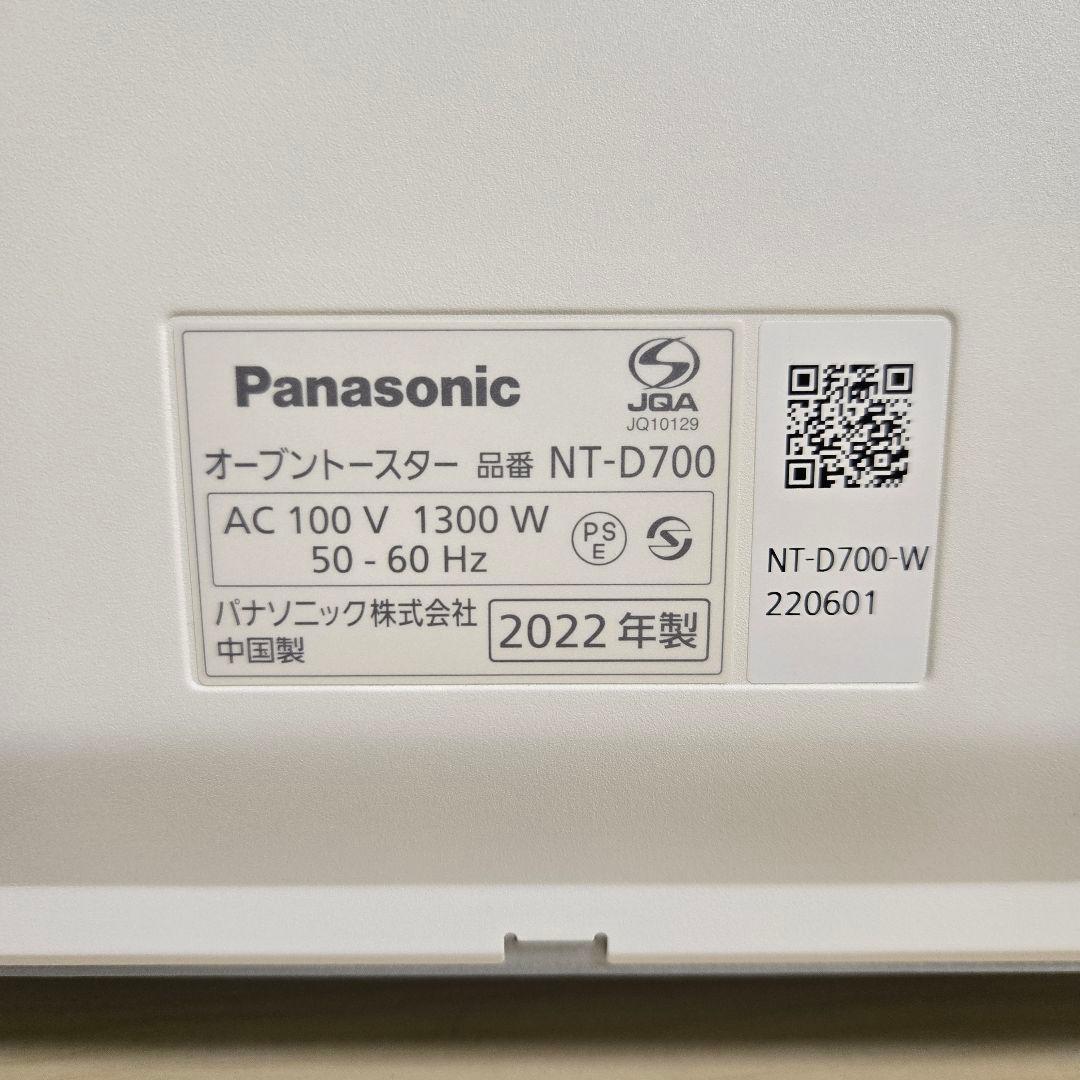 Panasonic
JQA
JQ10129
オーブントースター 品番 NT-D700
AC 100 V 1300 W
50 - 60 Hz
PS
E
パナソニック株式会社
中国製
2022 年製
NT-D700-W
220601